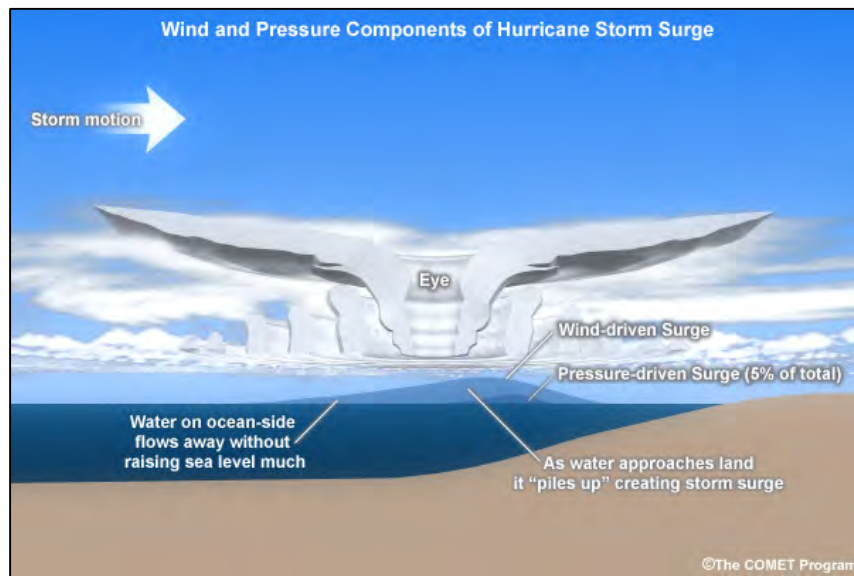 Wind and Pressure Components of Hurricane Storm Surge
Storm motion
Eye
Wind-driven Surge
Pressure-driven Surge (5% of total)
Water on ocean-side
flows away without
raising sea level much
As water approaches land
it “piles up” creating storm surge
©The COMET Program